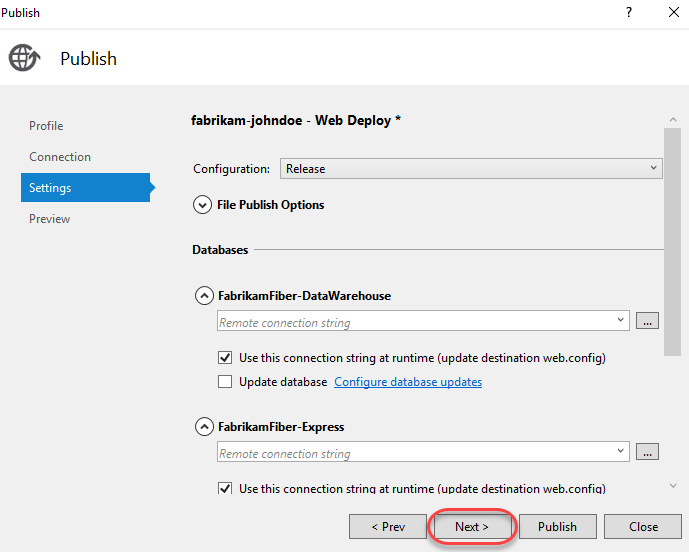 Publish
?
Publish
Profile
Connection
Settings
Preview
fabrikam-johndoe - Web Deploy *
Configuration: Release
File Publish Options
Databases
FabrikamFiber-DataWarehouse
Remote connection string
...
Use this connection string at runtime (update destination web.config)
Update database Configure database updates
FabrikamFiber-Express
Remote connection string
...
Use this connection string at runtime (update destination web.config)
< Prev Next > Publish Close